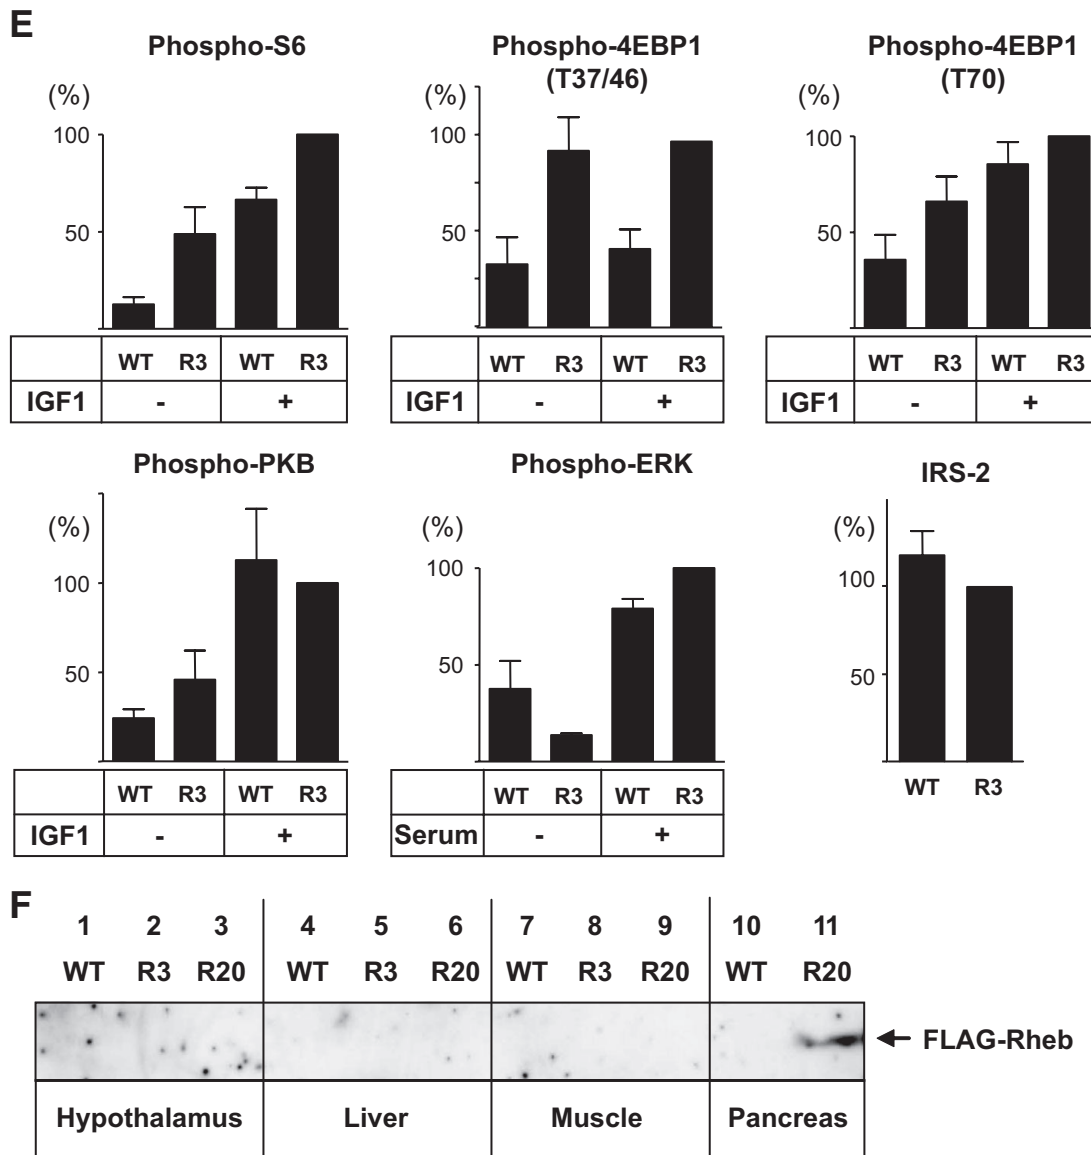 E
Phospho-S6
(%)
100
50
WT R3 WT R3
IGF1 - +
Phospho-4EBP1
(T37/46)
(%)
100
50
WT R3 WT R3
IGF1 - +
Phospho-4EBP1
(T70)
(%)
100
50
WT R3 WT R3
IGF1 - +
Phospho-PKB
(%)
100
50
WT R3 WT R3
IGF1 - +
Phospho-ERK
(%)
100
50
WT R3 WT R3
Serum - +
IRS-2
(%)
100
50
WT R3
F
1 2 3 4 5 6 7 8 9 10 11
WT R3 R20 WT R3 R20 WT R3 R20 WT R20
FLAG-Rheb
Hypothalamus Liver Muscle Pancreas